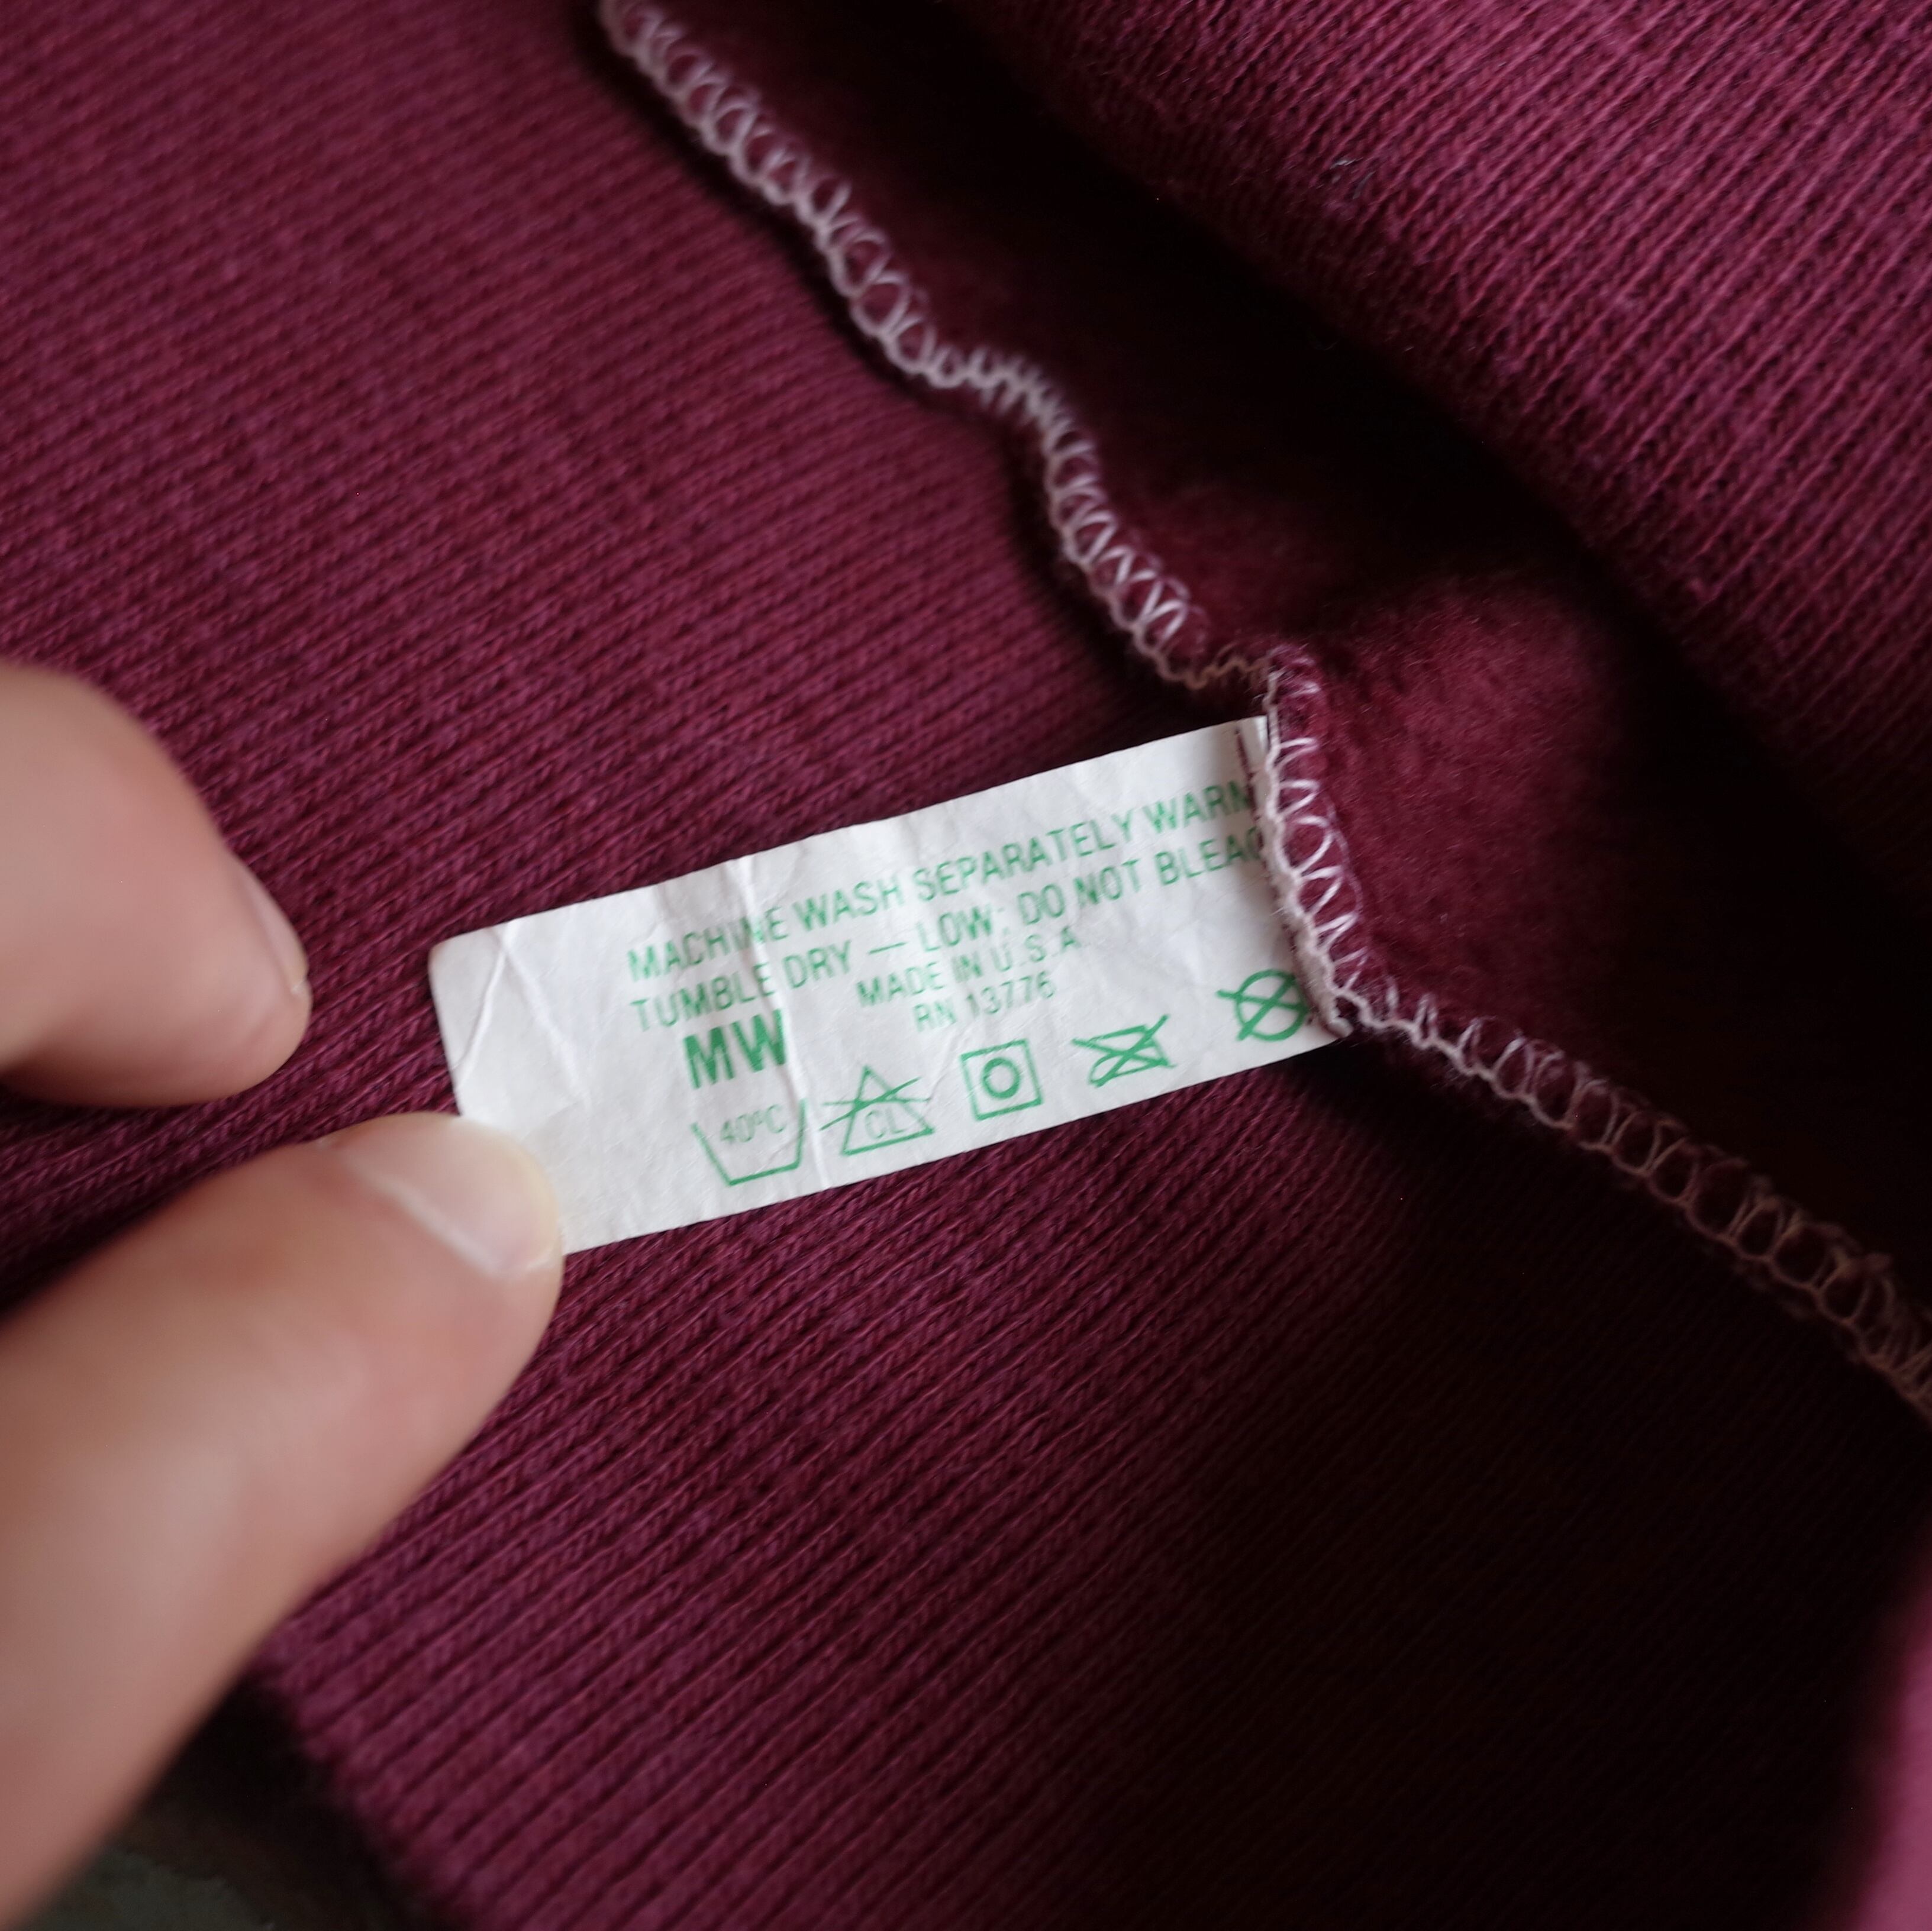 MACHINE WASH SEPARATELY WARM
TUMBLE DRY — LOW; DO NOT BLEAC
MADE IN U.S.A
RN 13776
MW
40°C CL